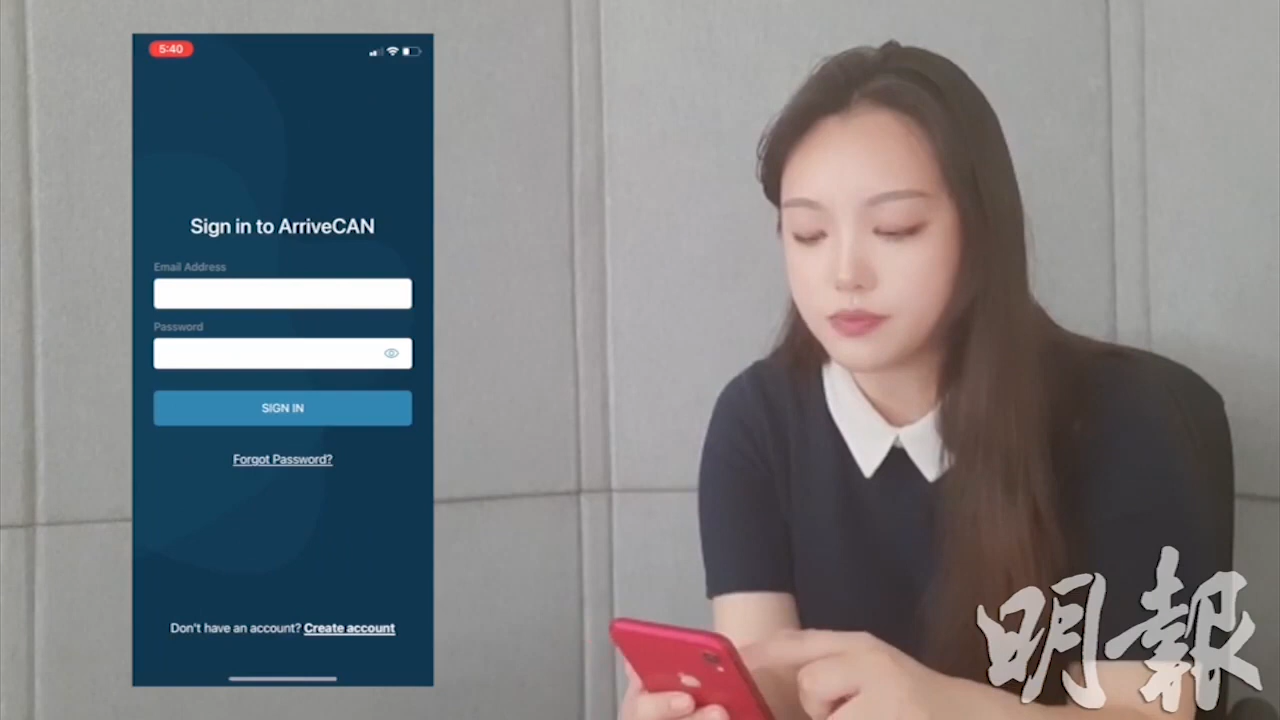 5:40
Sign in to ArriveCAN
Email Address
Password
SIGN IN
Forgot Password?
Don't have an account? Create account
明報